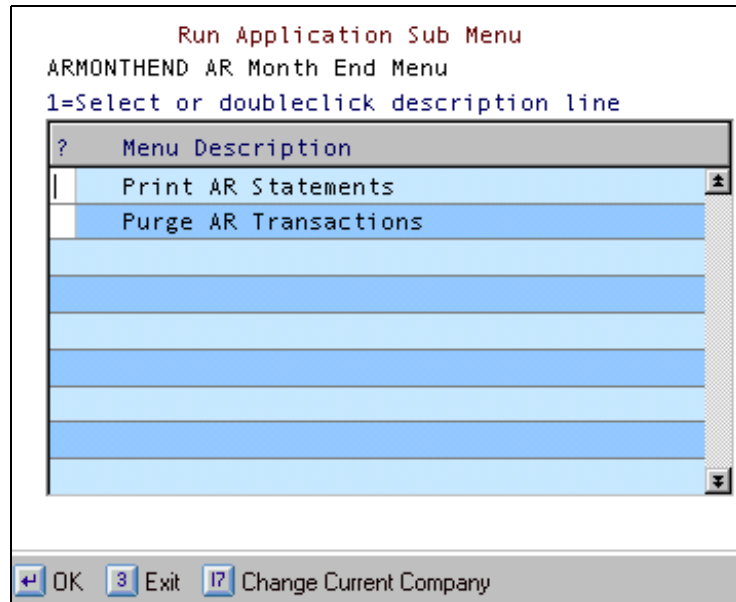 Run Application Sub Menu
ARMONTHEND AR Month End Menu
1=Select or doubleclick description line
? Menu Description
Print AR Statements
Purge AR Transactions
↵ OK 3 Exit 17 Change Current Company